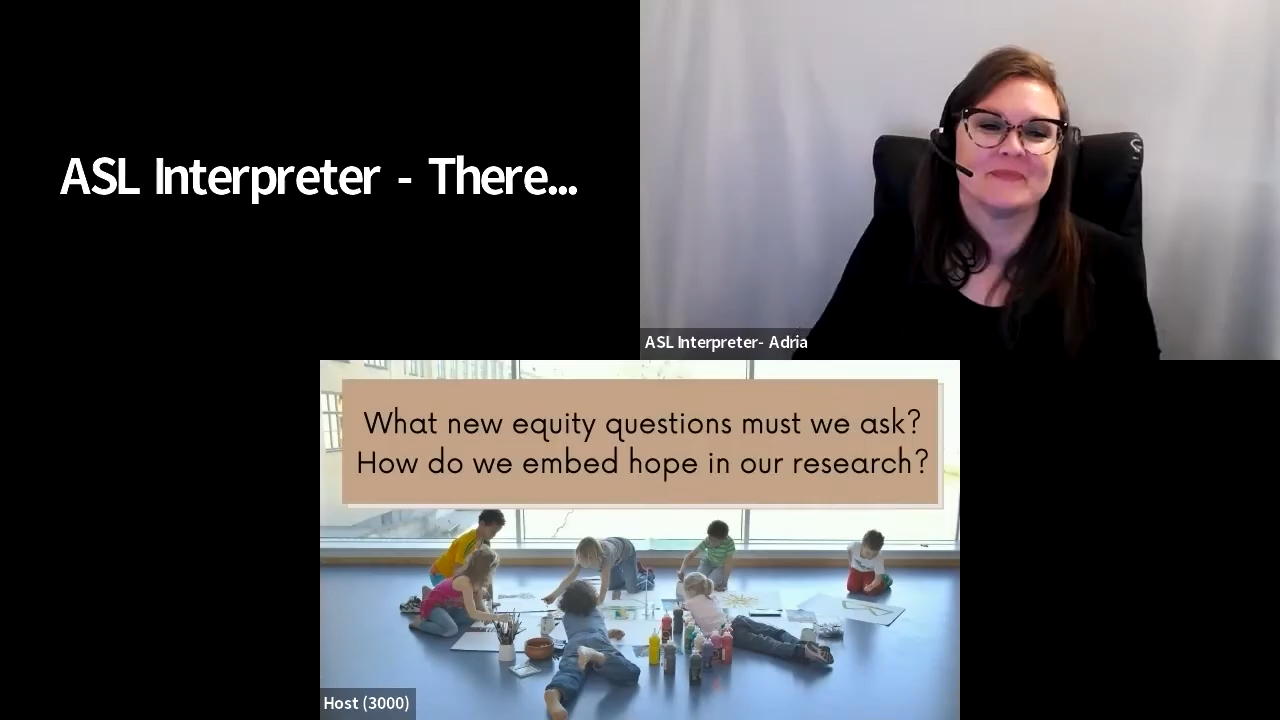 ASL Interpreter - There...
ASL Interpreter- Adria
What new equity questions must we ask?
How do we embed hope in our research?
Host (3000)